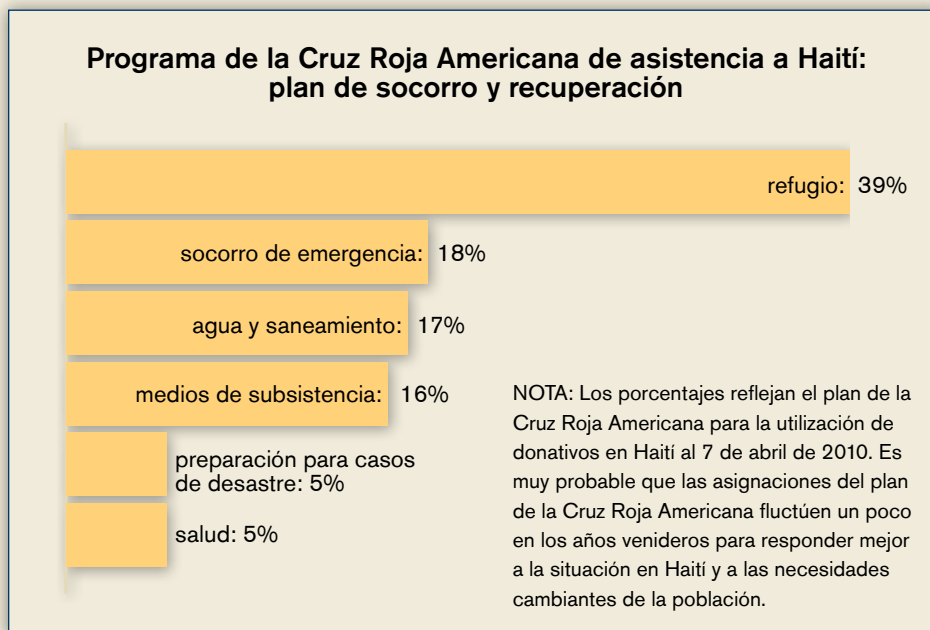 Programa de la Cruz Roja Americana de asistencia a Haití:
plan de socorro y recuperación
refugio: 39%
socorro de emergencia: 18%
agua y saneamiento: 17%
medios de subsistencia: 16%
preparación para casos
de desastre: 5%
salud: 5%
NOTA: Los porcentajes reflejan el plan de la
Cruz Roja Americana para la utilización de
donativos en Haití al 7 de abril de 2010. Es
muy probable que las asignaciones del plan
de la Cruz Roja Americana fluctúen un poco
en los años venideros para responder mejor
a la situación en Haití y a las necesidades
cambiantes de la población.